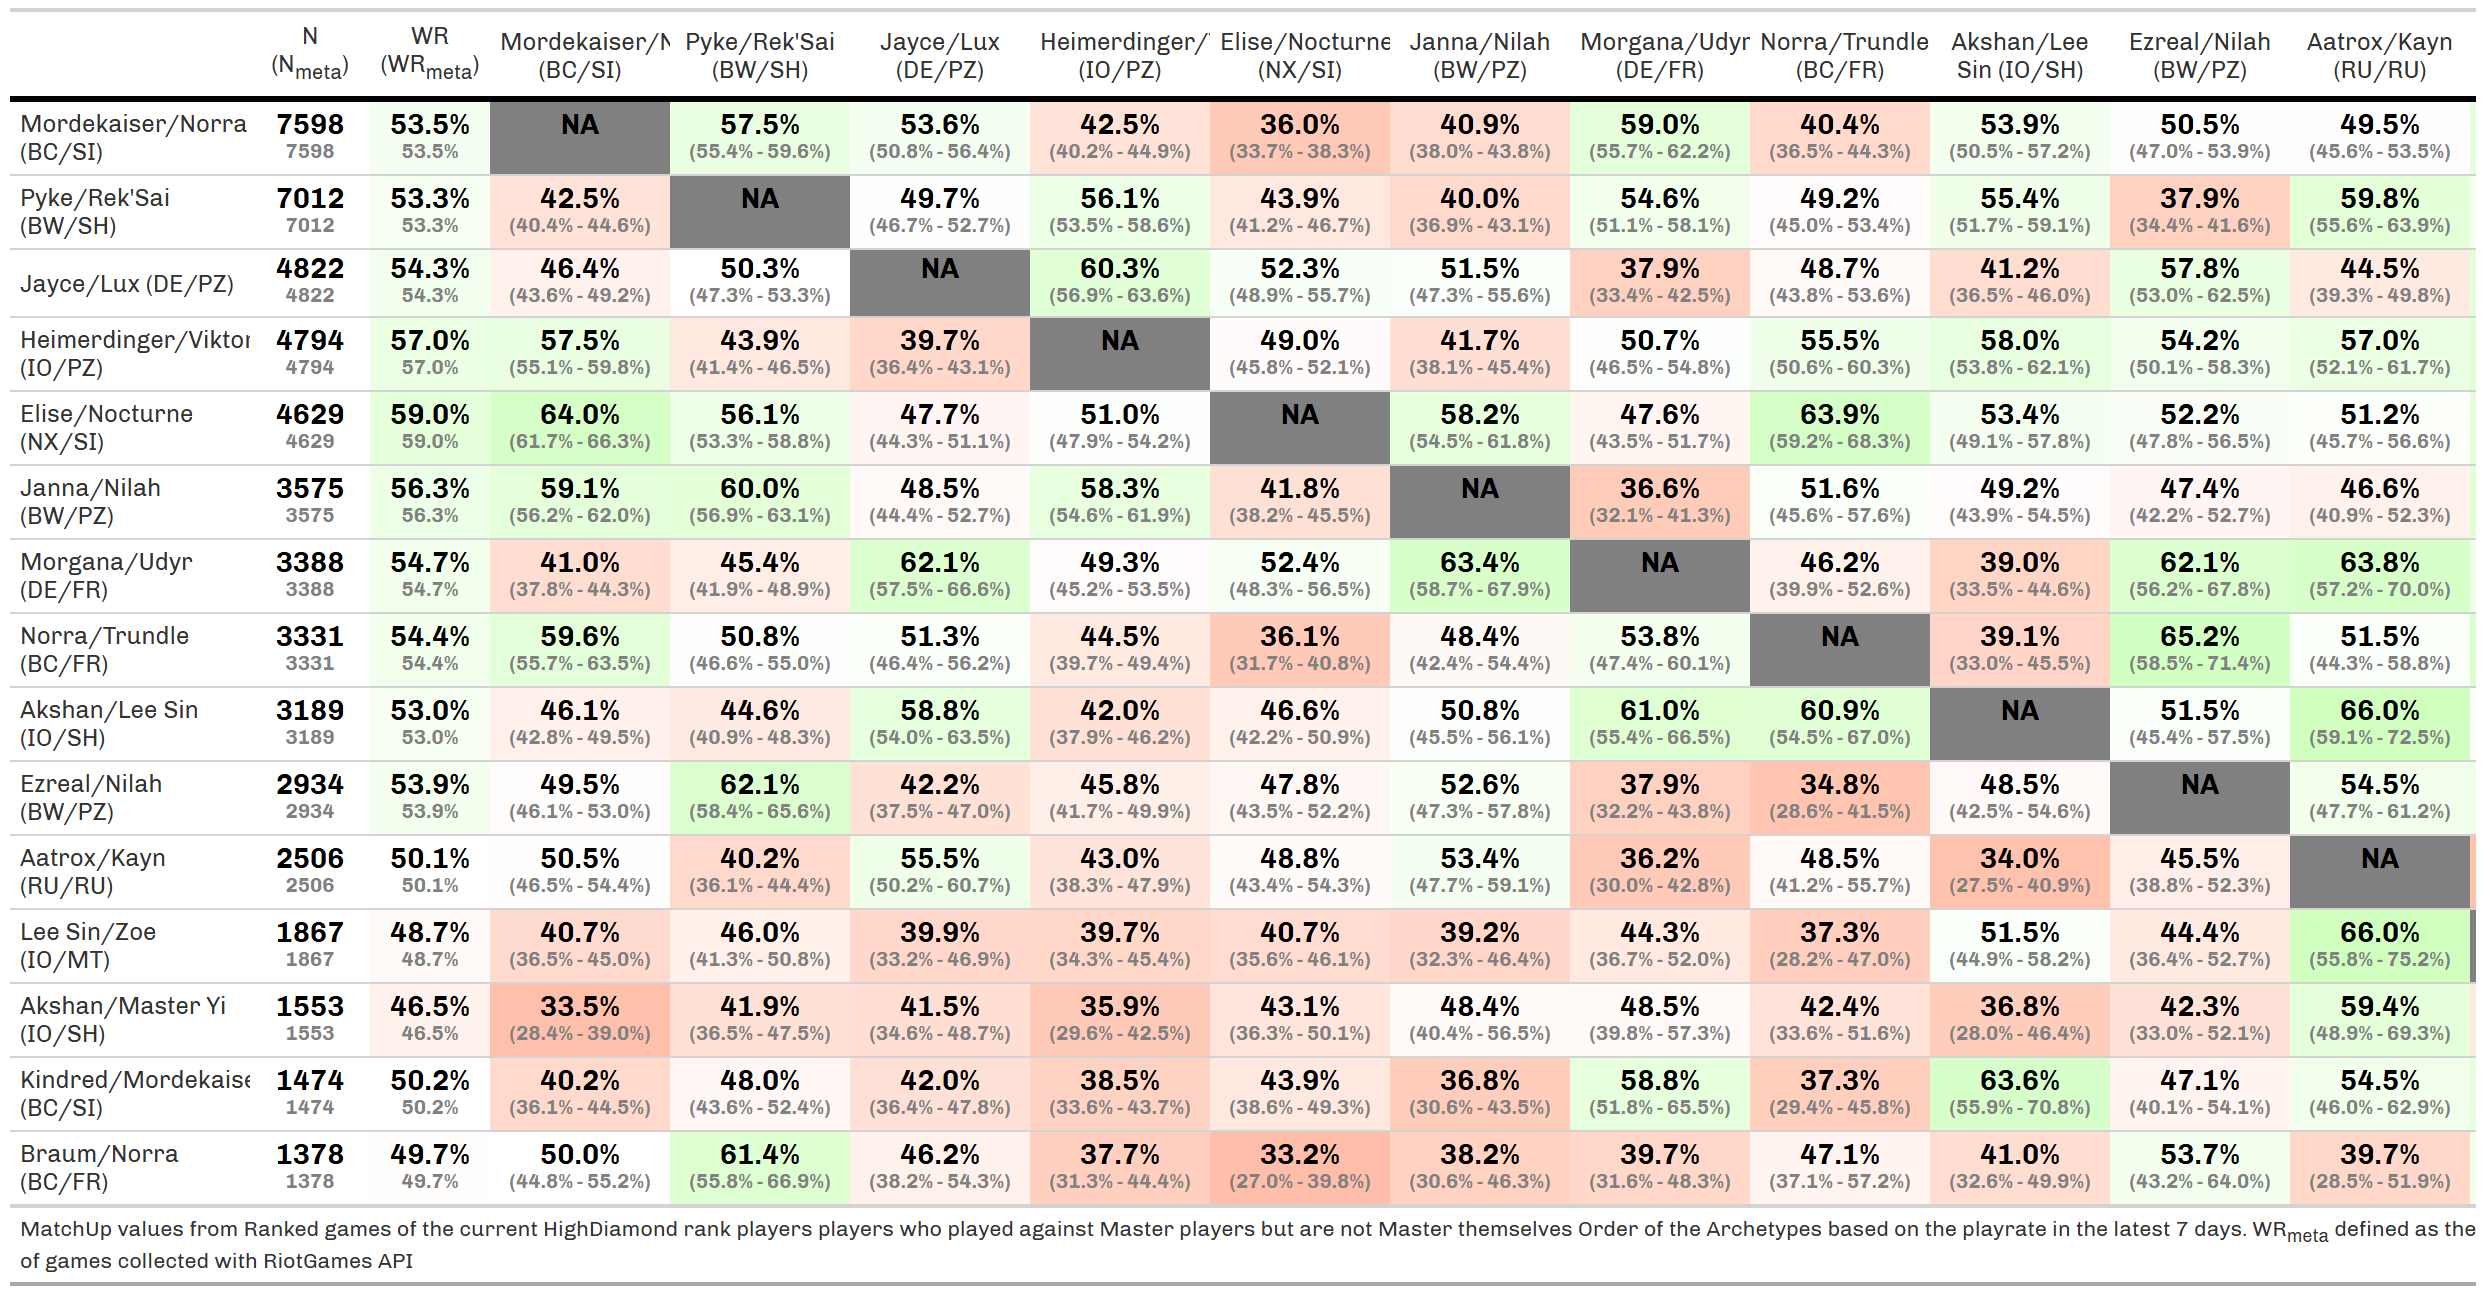 N WR Mordekaiser/N Pyke/Rek'Sai Jayce/Lux Heimerdinger/ Elise/Nocturne Janna/Nilah Morgana/Udyr Norra/Trundle Akshan/Lee Ezreal/Nilah Aatrox/Kayn
(Nmeta) (WRmeta) (BC/SI) (BW/SH) (DE/PZ) (IO/PZ) (NX/SI) (BW/PZ) (DE/FR) (BC/FR) Sin (IO/SH) (BW/PZ) (RU/RU)
Mordekaiser/Norra 7598 53.5% NA 57.5% 53.6% 42.5% 36.0% 40.9% 59.0% 40.4% 53.9% 50.5% 49.5%
(BC/SI) 7598 53.5% (55.4% - 59.6%) (50.8% - 56.4%) (40.2% - 44.9%) (33.7% - 38.3%) (38.0% - 43.8%) (55.7% - 62.2%) (36.5% - 44.3%) (50.5% - 57.2%) (47.0% - 53.9%) (45.6% - 53.5%)
Pyke/Rek'Sai 7012 53.3% 42.5% NA 49.7% 56.1% 43.9% 40.0% 54.6% 49.2% 55.4% 37.9% 59.8%
(BW/SH) 7012 53.3% (40.4% - 44.6%) (46.7% - 52.7%) (53.5% - 58.6%) (41.2% - 46.7%) (36.9% - 43.1%) (51.1% - 58.1%) (45.0% - 53.4%) (51.7% - 59.1%) (34.4% - 41.6%) (55.6% - 63.9%)
Jayce/Lux (DE/PZ) 4822 54.3% 46.4% 50.3% NA 60.3% 52.3% 51.5% 37.9% 48.7% 41.2% 57.8% 44.5%
4822 54.3% (43.6% - 49.2%) (47.3% - 53.3%) (56.9% - 63.6%) (48.9% - 55.7%) (47.3% - 55.6%) (33.4% - 42.5%) (43.8% - 53.6%) (36.5% - 46.0%) (53.0% - 62.5%) (39.3% - 49.8%)
Heimerdinger/Viktor 4794 57.0% 57.5% 43.9% 39.7% NA 49.0% 41.7% 50.7% 55.5% 58.0% 54.2% 57.0%
(IO/PZ) 4794 57.0% (55.1% - 59.8%) (41.4% - 46.5%) (36.4% - 43.1%) (45.8% - 52.1%) (38.1% - 45.4%) (46.5% - 54.8%) (50.6% - 60.3%) (53.8% - 62.1%) (50.1% - 58.3%) (52.1% - 61.7%)
Elise/Nocturne 4629 59.0% 64.0% 56.1% 47.7% 51.0% NA 58.2% 47.6% 63.9% 53.4% 52.2% 51.2%
(NX/SI) 4629 59.0% (61.7% - 66.3%) (53.3% - 58.8%) (44.3% - 51.1%) (47.9% - 54.2%) (54.5% - 61.8%) (43.5% - 51.7%) (59.2% - 68.3%) (49.1% - 57.8%) (47.8% - 56.5%) (45.7% - 56.6%)
Janna/Nilah 3575 56.3% 59.1% 60.0% 48.5% 58.3% 41.8% NA 36.6% 51.6% 49.2% 47.4% 46.6%
(BW/PZ) 3575 56.3% (56.2% - 62.0%) (56.9% - 63.1%) (44.4% - 52.7%) (54.6% - 61.9%) (38.2% - 45.5%) (32.1% - 41.3%) (45.6% - 57.6%) (43.9% - 54.5%) (42.2% - 52.7%) (40.9% - 52.3%)
Morgana/Udyr 3388 54.7% 41.0% 45.4% 62.1% 49.3% 52.4% 63.4% NA 46.2% 39.0% 62.1% 63.8%
(DE/FR) 3388 54.7% (37.8% - 44.3%) (41.9% - 48.9%) (57.5% - 66.6%) (45.2% - 53.5%) (48.3% - 56.5%) (58.7% - 67.9%) (39.9% - 52.6%) (33.5% - 44.6%) (56.2% - 67.8%) (57.2% - 70.0%)
Norra/Trundle 3331 54.4% 59.6% 50.8% 51.3% 44.5% 36.1% 48.4% 53.8% NA 39.1% 65.2% 51.5%
(BC/FR) 3331 54.4% (55.7% - 63.5%) (46.6% - 55.0%) (46.4% - 56.2%) (39.7% - 49.4%) (31.7% - 40.8%) (42.4% - 54.4%) (47.4% - 60.1%) (33.0% - 45.5%) (58.5% - 71.4%) (44.3% - 58.8%)
Akshan/Lee Sin 3189 53.0% 46.1% 44.6% 58.8% 42.0% 46.6% 50.8% 61.0% 60.9% NA 51.5% 66.0%
(IO/SH) 3189 53.0% (42.8% - 49.5%) (40.9% - 48.3%) (54.0% - 63.5%) (37.9% - 46.2%) (42.2% - 50.9%) (45.5% - 56.1%) (55.4% - 66.5%) (54.5% - 67.0%) (45.4% - 57.5%) (59.1% - 72.5%)
Ezreal/Nilah 2934 53.9% 49.5% 62.1% 42.2% 45.8% 47.8% 52.6% 37.9% 34.8% 48.5% NA 54.5%
(BW/PZ) 2934 53.9% (46.1% - 53.0%) (58.4% - 65.6%) (37.5% - 47.0%) (41.7% - 49.9%) (43.5% - 52.2%) (47.3% - 57.8%) (32.2% - 43.8%) (28.6% - 41.5%) (42.5% - 54.6%) (47.7% - 61.2%)
Aatrox/Kayn 2506 50.1% 50.5% 40.2% 55.5% 43.0% 48.8% 53.4% 36.2% 48.5% 34.0% 45.5% NA
(RU/RU) 2506 50.1% (46.5% - 54.4%) (36.1% - 44.4%) (50.2% - 60.7%) (38.3% - 47.9%) (43.4% - 54.3%) (47.7% - 59.1%) (30.0% - 42.8%) (41.2% - 55.7%) (27.5% - 40.9%) (38.8% - 52.3%)
Lee Sin/Zoe 1867 48.7% 40.7% 46.0% 39.9% 39.7% 40.7% 39.2% 44.3% 37.3% 51.5% 44.4% 66.0%
(IO/MT) 1867 48.7% (36.5% - 45.0%) (41.3% - 50.8%) (33.2% - 46.9%) (34.3% - 45.4%) (35.6% - 46.1%) (32.3% - 46.4%) (36.7% - 52.0%) (28.2% - 47.0%) (44.9% - 58.2%) (36.4% - 52.7%) (55.8% - 75.2%)
Akshan/Master Yi 1553 46.5% 33.5% 41.9% 41.5% 35.9% 43.1% 48.4% 48.5% 42.4% 36.8% 42.3% 59.4%
(IO/SH) 1553 46.5% (28.4% - 39.0%) (36.5% - 47.5%) (34.6% - 48.7%) (29.6% - 42.5%) (36.3% - 50.1%) (40.4% - 56.5%) (39.8% - 57.3%) (33.6% - 51.6%) (28.0% - 46.4%) (33.0% - 52.1%) (48.9% - 69.3%)
Kindred/Mordekaise 1474 50.2% 40.2% 48.0% 42.0% 38.5% 43.9% 36.8% 58.8% 37.3% 63.6% 47.1% 54.5%
(BC/SI) 1474 50.2% (36.1% - 44.5%) (43.6% - 52.4%) (36.4% - 47.8%) (33.6% - 43.7%) (38.6% - 49.3%) (30.6% - 43.5%) (51.8% - 65.5%) (29.4% - 45.8%) (55.9% - 70.8%) (40.1% - 54.1%) (46.0% - 62.9%)
Braum/Norra 1378 49.7% 50.0% 61.4% 46.2% 37.7% 33.2% 38.2% 39.7% 47.1% 41.0% 53.7% 39.7%
(BC/FR) 1378 49.7% (44.8% - 55.2%) (55.8% - 66.9%) (38.2% - 54.3%) (31.3% - 44.4%) (27.0% - 39.8%) (30.6% - 46.3%) (31.6% - 48.3%) (37.1% - 57.2%) (32.6% - 49.9%) (43.2% - 64.0%) (28.5% - 51.9%)
MatchUp values from Ranked games of the current HighDiamond rank players players who played against Master players but are not Master themselves Order of the Archetypes based on the playrate in the latest 7 days. WRmeta defined as the
of games collected with RiotGames API